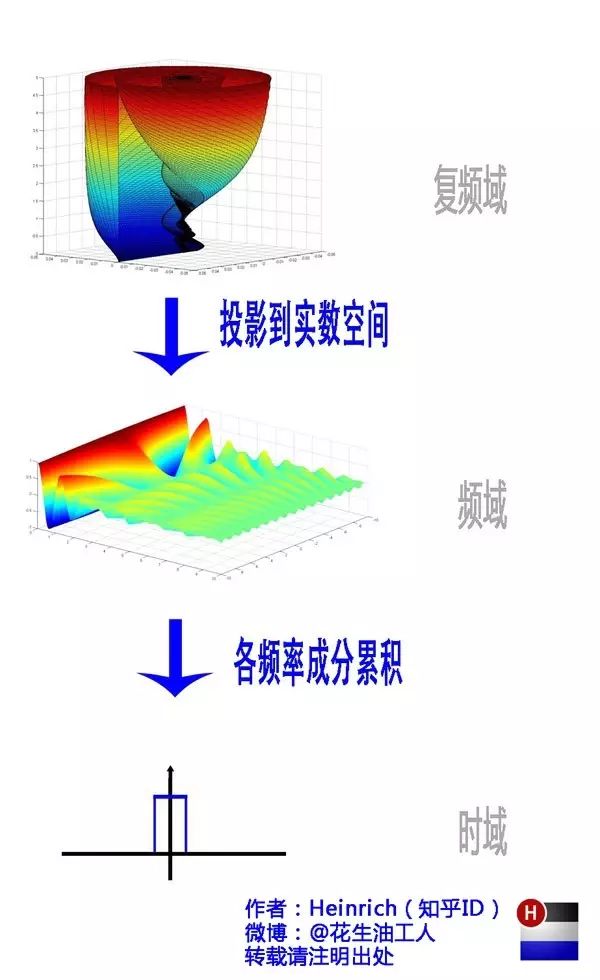 复频域
投影到实数空间
频域
各频率成分累积
时域
作者：Heinrich（知乎ID）
微博：@花生油工人
转载请注明出处
H